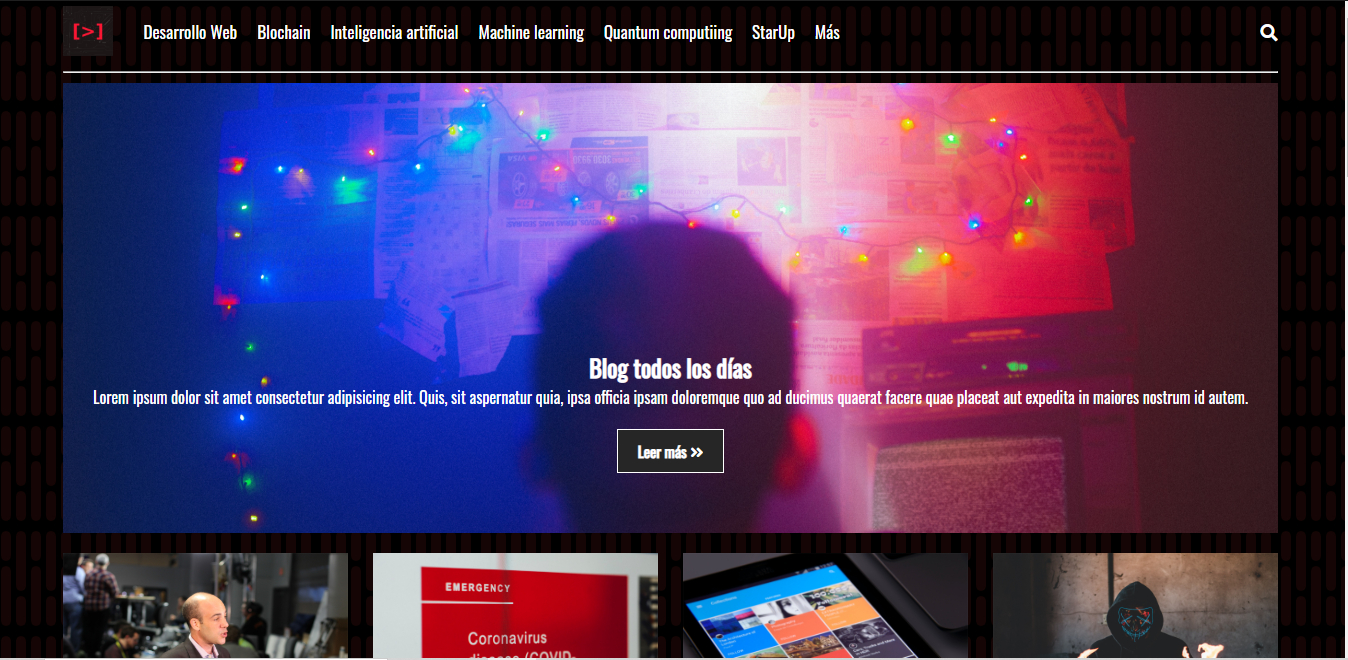 [>]
Desarrollo Web Blochain Inteligencia artificial Machine learning Quantum computiing StarUp Más
Blog todos los días
Lorem ipsum dolor sit amet consectetur adipisicing elit. Quis, sit aspernatur quia, ipsa officia ipsam doloremque quo ad ducimus quaerat facere quae placeat aut expedita in maiores nostrum id autem.
Leer más »
EMERGENCY
Coronavirus